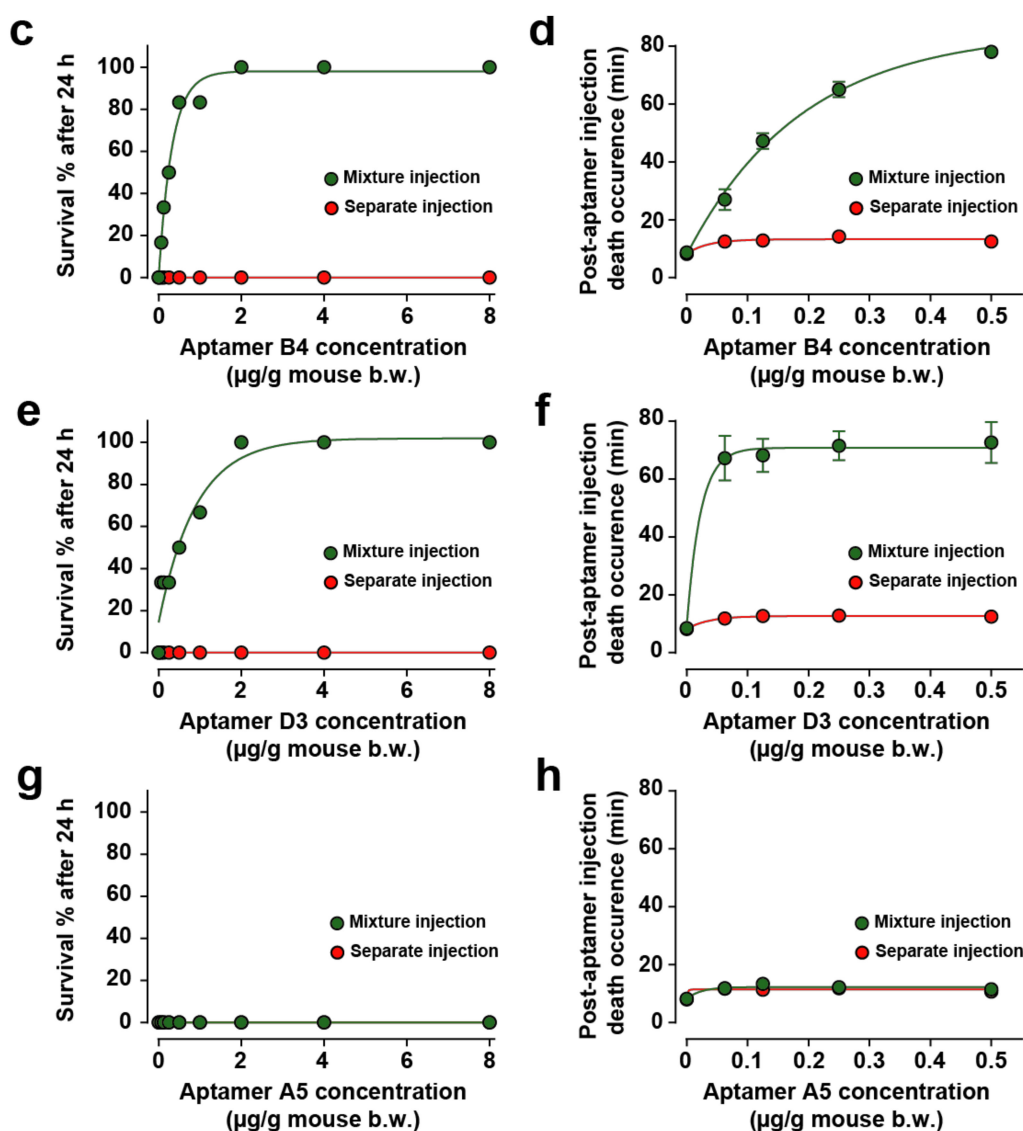 c
Survival % after 24 h
100
80
60
40
20
0
Mixture injection
Separate injection
0 2 4 6 8
Aptamer B4 concentration
(µg/g mouse b.w.)
d
Post-aptamer injection
death occurence (min)
80
60
40
20
0
Mixture injection
Separate injection
0 0.1 0.2 0.3 0.4 0.5
Aptamer B4 concentration
(µg/g mouse b.w.)
e
Survival % after 24 h
100
80
60
40
20
0
Mixture injection
Separate injection
0 2 4 6 8
Aptamer D3 concentration
(µg/g mouse b.w.)
f
Post-aptamer injection
death occurence (min)
80
60
40
20
0
Mixture injection
Separate injection
0 0.1 0.2 0.3 0.4 0.5
Aptamer D3 concentration
(µg/g mouse b.w.)
g
Survival % after 24 h
100
80
60
40
20
0
Mixture injection
Separate injection
0 2 4 6 8
Aptamer A5 concentration
(µg/g mouse b.w.)
h
Post-aptamer injection
death occurence (min)
80
60
40
20
0
Mixture injection
Separate injection
0 0.1 0.2 0.3 0.4 0.5
Aptamer A5 concentration
(µg/g mouse b.w.)